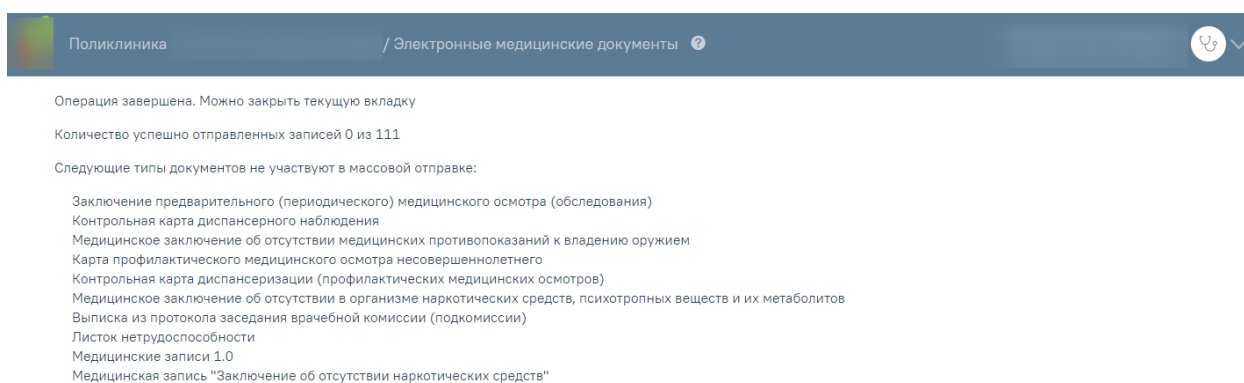 Поликлиника / Электронные медицинские документы ?
Операция завершена. Можно закрыть текущую вкладку
Количество успешно отправленных записей 0 из 111
Следующие типы документов не участвуют в массовой отправке:
Заключение предварительного (периодического) медицинского осмотра (обследования)
Контрольная карта диспансерного наблюдения
Медицинское заключение об отсутствии медицинских противопоказаний к владению оружием
Карта профилактического медицинского осмотра несовершеннолетнего
Контрольная карта диспансеризации (профилактических медицинских осмотров)
Медицинское заключение об отсутствии в организме наркотических средств, психотропных веществ и их метаболитов
Выписка из протокола заседания врачебной комиссии (подкомиссии)
Листок нетрудоспособности
Медицинские записи 1.0
Медицинская запись "Заключение об отсутствии наркотических средств"